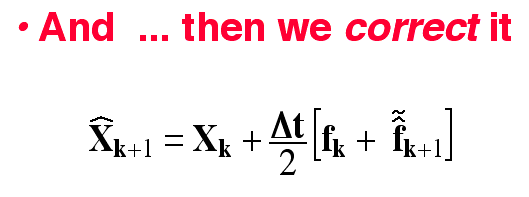 • And ... then we correct it
X̂ₖ₊₁ = Xₖ + Δt/2 [fₖ + f̂̃̃ₖ₊₁]